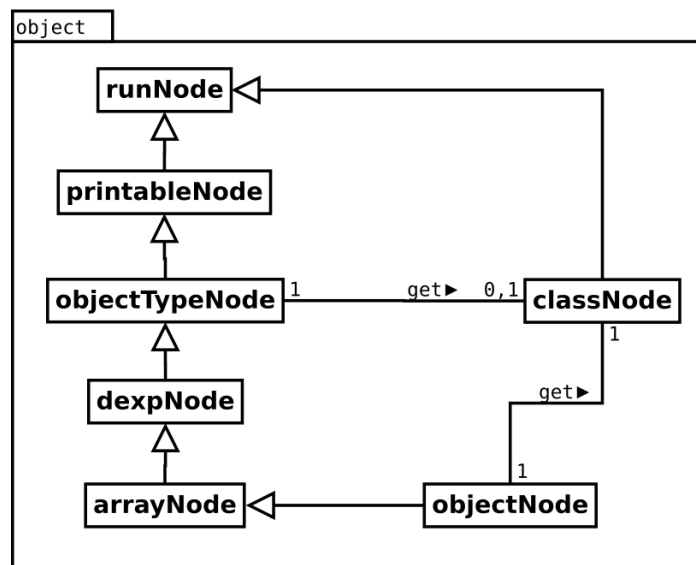 object
runNode
printableNode
objectTypeNode
1
get►
0,1
classNode
1
dexpNode
get►
1
arrayNode
objectNode